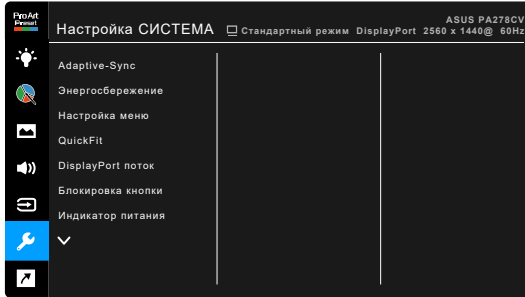 ProArt
Preset
ASUS PA278CV
Настройка СИСТЕМА
Стандартный режим DisplayPort 2560 x 1440@ 60Hz
Adaptive-Sync
Энергосбережение
Настройка меню
QuickFit
DisplayPort поток
Блокировка кнопки
Индикатор питания